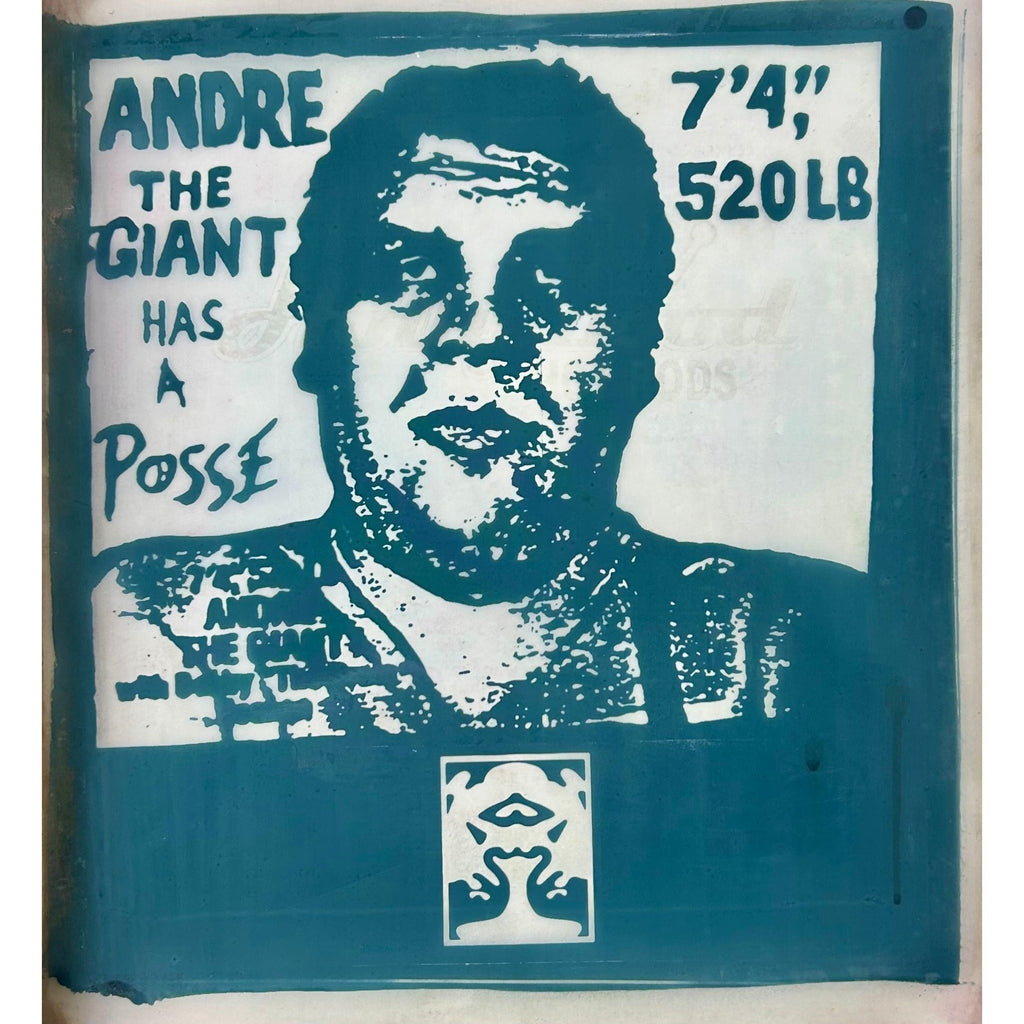 ANDRE
THE
GIANT
HAS
A
POSSE
7'4",
520 LB